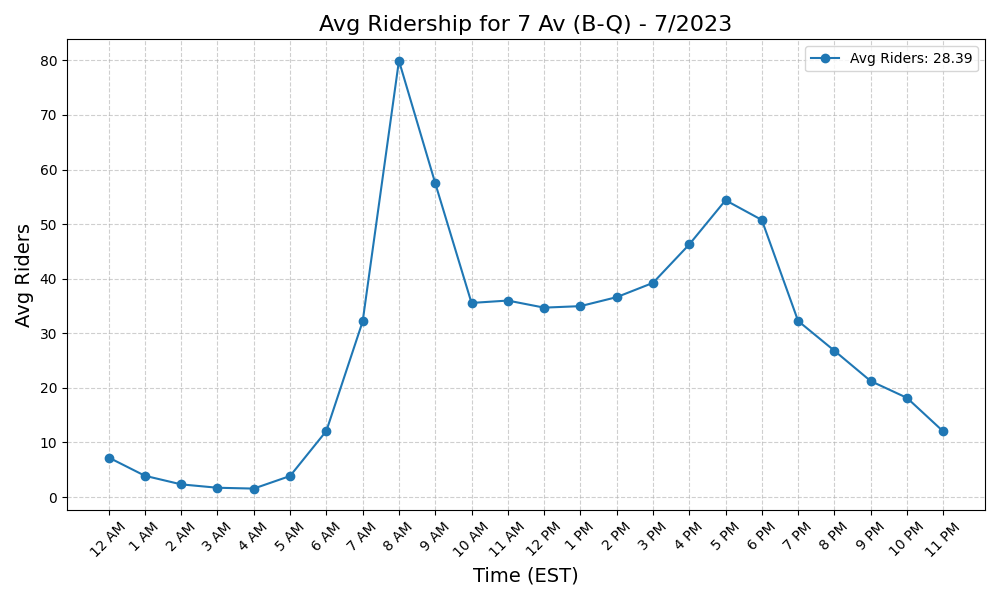 Avg Ridership for 7 Av (B-Q) - 7/2023
Avg Riders: 28.39
Avg Riders
80
70
60
50
40
30
20
10
0
12 AM
1 AM
2 AM
3 AM
4 AM
5 AM
6 AM
7 AM
8 AM
9 AM
10 AM
11 AM
12 PM
1 PM
2 PM
3 PM
4 PM
5 PM
6 PM
7 PM
8 PM
9 PM
10 PM
11 PM
Time (EST)